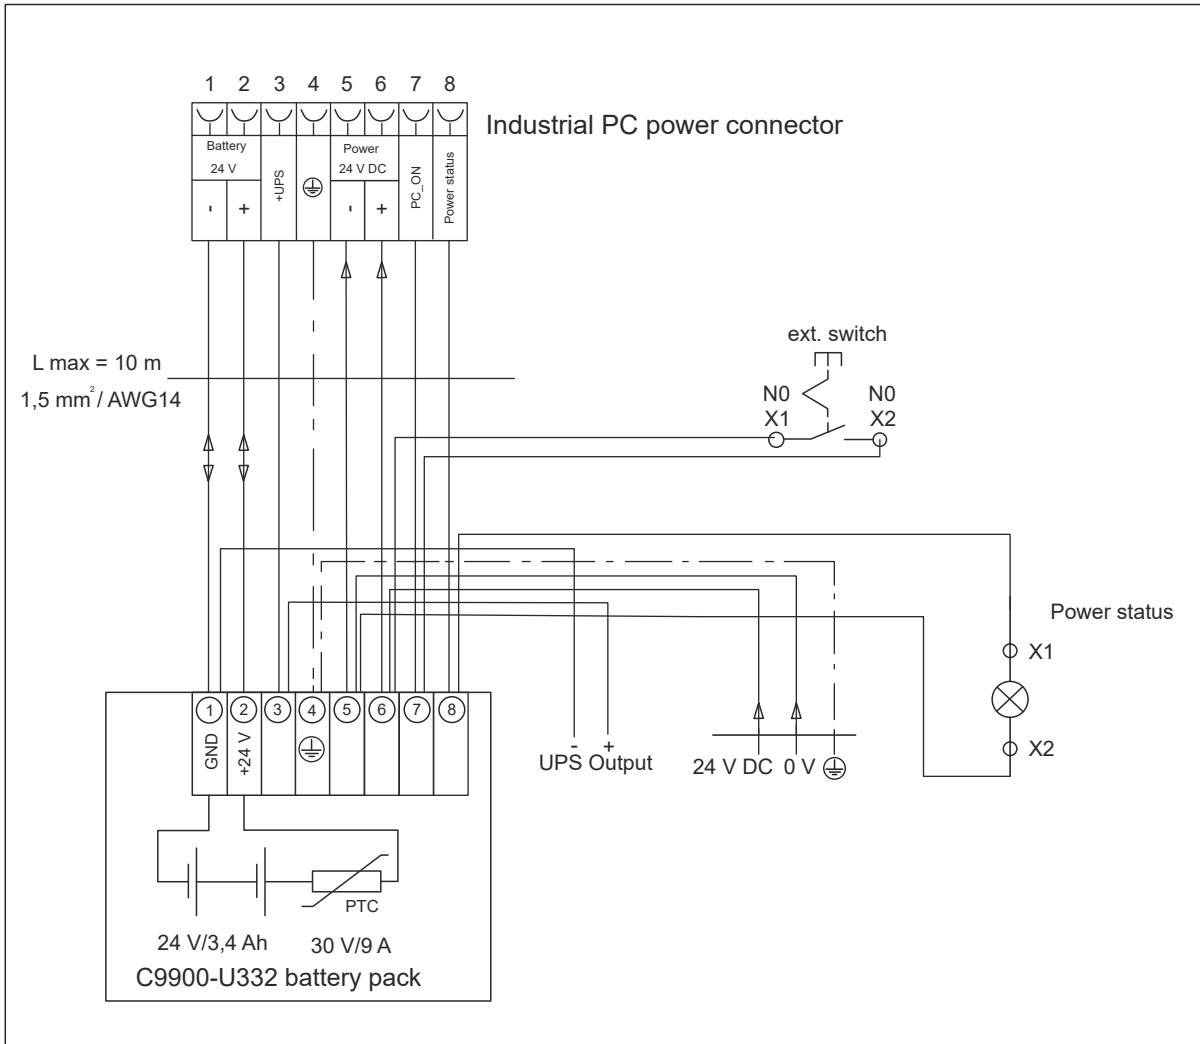 1 2 3 4 5 6 7 8
Industrial PC power connector
Battery
24 V
- +
+UPS
Power
24 V DC
- +
PC_ON
Power status
ext. switch
L max = 10 m
1,5 mm²/ AWG14
N0 N0
X1 X2
Power status
X1
X2
1 2 3 4 5 6 7 8
GND
+24 V
- +
UPS Output
24 V DC 0 V
PTC
24 V/3,4 Ah
30 V/9 A
C9900-U332 battery pack